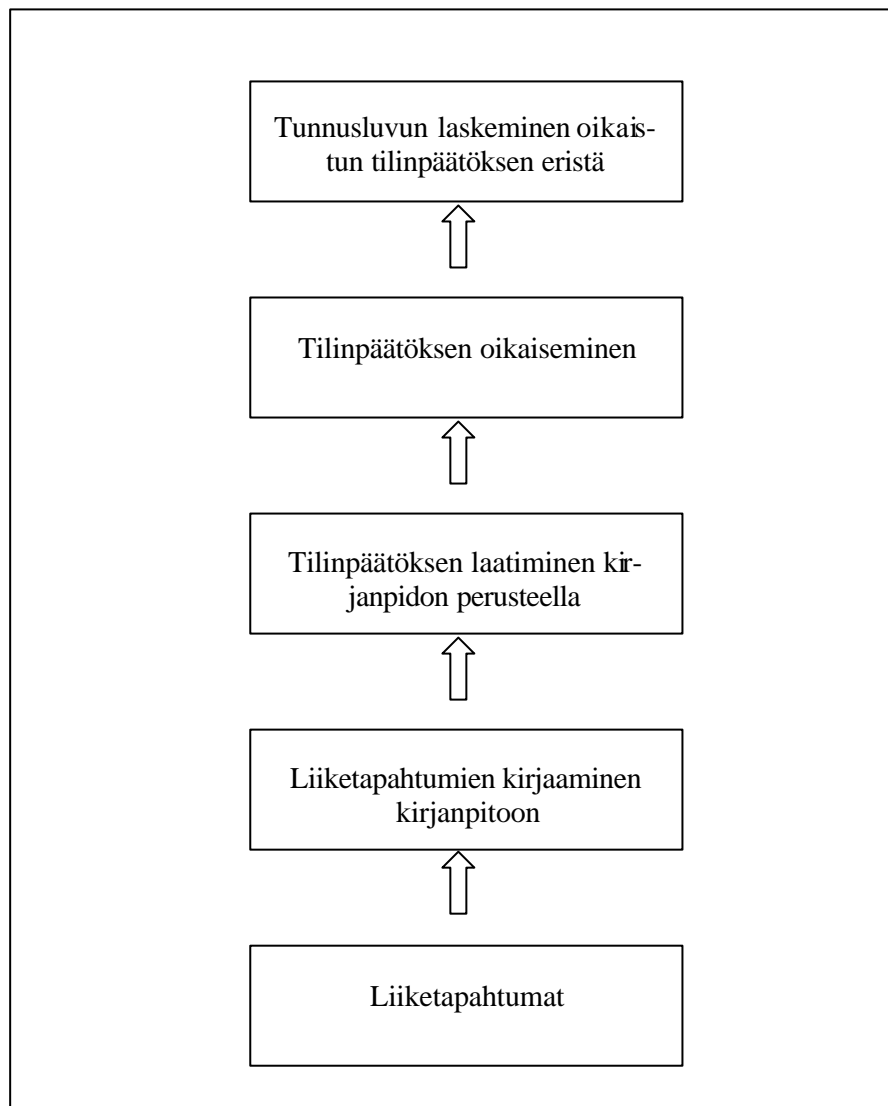 Tunnusluvun laskeminen oikais-
tun tilinpäätöksen eristä
Tilinpäätöksen oikaiseminen
Tilinpäätöksen laatiminen kir-
janpidon perusteella
Liiketapahtumien kirjaaminen
kirjanpitoon
Liiketapahtumat